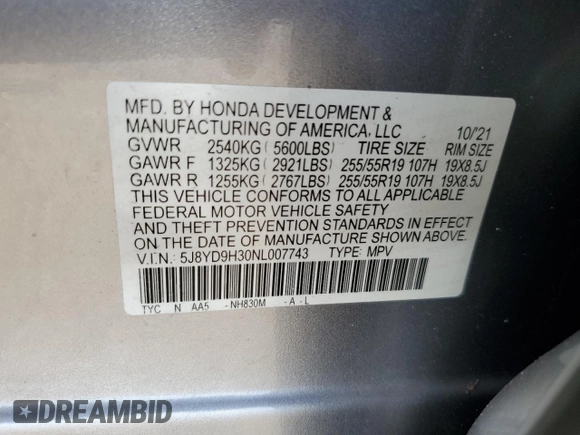 MFD. BY HONDA DEVELOPMENT &
MANUFACTURING OF AMERICA, LLC 10/21
GVWR 2540KG ( 5600LBS) TIRE SIZE RIM SIZE
GAWR F 1325KG ( 2921LBS) 255/55R19 107H 19X8.5J
GAWR R 1255KG ( 2767LBS) 255/55R19 107H 19X8.5J
THIS VEHICLE CONFORMS TO ALL APPLICABLE
FEDERAL MOTOR VEHICLE SAFETY
AND THEFT PREVENTION STANDARDS IN EFFECT
ON THE DATE OF MANUFACTURE SHOWN ABOVE.
V.I.N.: 5J8YD9H30NL007743 TYPE: MPV
TYC N AA5 -NH830M -A-L
DREAMBID